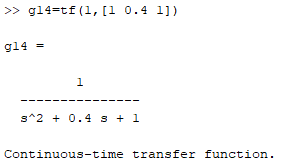 >> g14=tf(1,[1 0.4 1])
g14 =
1
---------------
s^2 + 0.4 s + 1
Continuous-time transfer function.